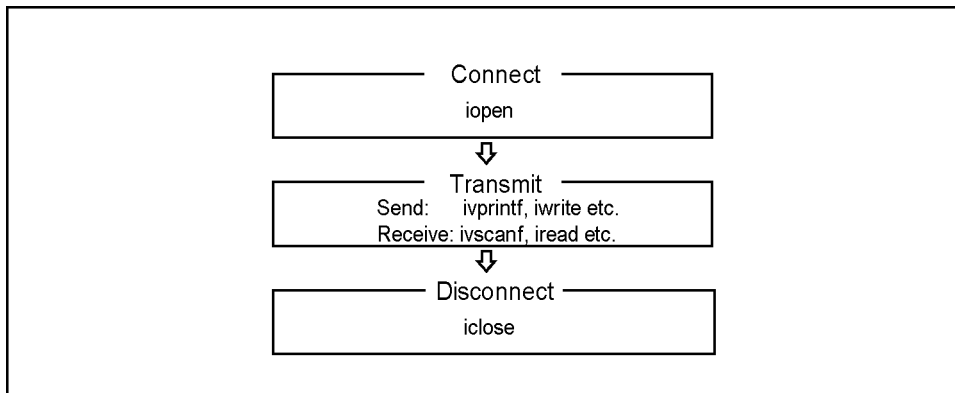 Connect
iopen
Transmit
Send: ivprintf, iwrite etc.
Receive: ivscanf, iread etc.
Disconnect
iclose